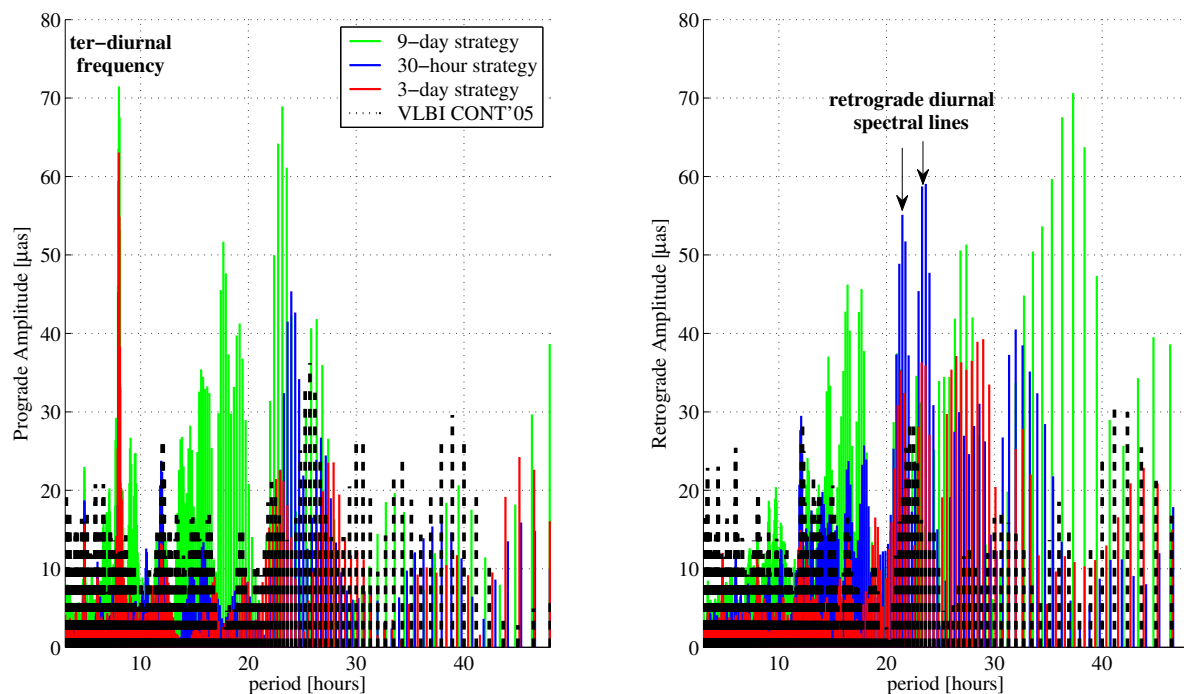 80
70
60
50
40
30
20
10
0
Prograde Amplitude [µas]
ter−diurnal
frequency
9−day strategy
30−hour strategy
3−day strategy
VLBI CONT'05
10
20
30
40
period [hours]
80
70
60
50
40
30
20
10
0
Retrograde Amplitude [µas]
retrograde diurnal
spectral lines
10
20
30
40
period [hours]